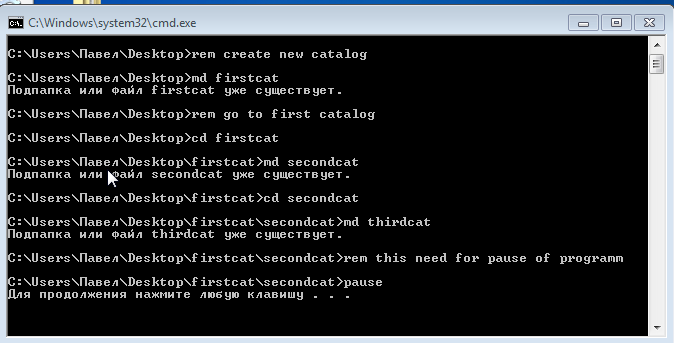 C:\Windows\system32\cmd.exe
C:\Users\Павел\Desktop>rem create new catalog
C:\Users\Павел\Desktop>md firstcat
Подпапка или файл firstcat уже существует.
C:\Users\Павел\Desktop>rem go to first catalog
C:\Users\Павел\Desktop>cd firstcat
C:\Users\Павел\Desktop\firstcat>md secondcat
Подпапка или файл secondcat уже существует.
C:\Users\Павел\Desktop\firstcat>cd secondcat
C:\Users\Павел\Desktop\firstcat\secondcat>md thirdcat
Подпапка или файл thirdcat уже существует.
C:\Users\Павел\Desktop\firstcat\secondcat>rem this need for pause of programm
C:\Users\Павел\Desktop\firstcat\secondcat>pause
Для продолжения нажмите любую клавишу . . .